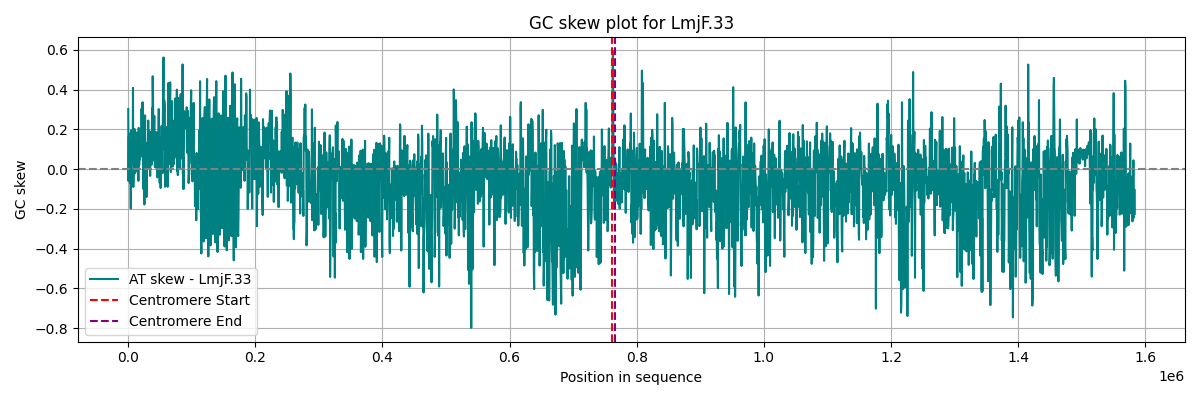 GC skew plot for LmjF.33
GC skew
0.6
0.4
0.2
0.0
−0.2
−0.4
−0.6
−0.8
AT skew - LmjF.33
Centromere Start
Centromere End
0.0 0.2 0.4 0.6 0.8 1.0 1.2 1.4 1.6
1e6
Position in sequence